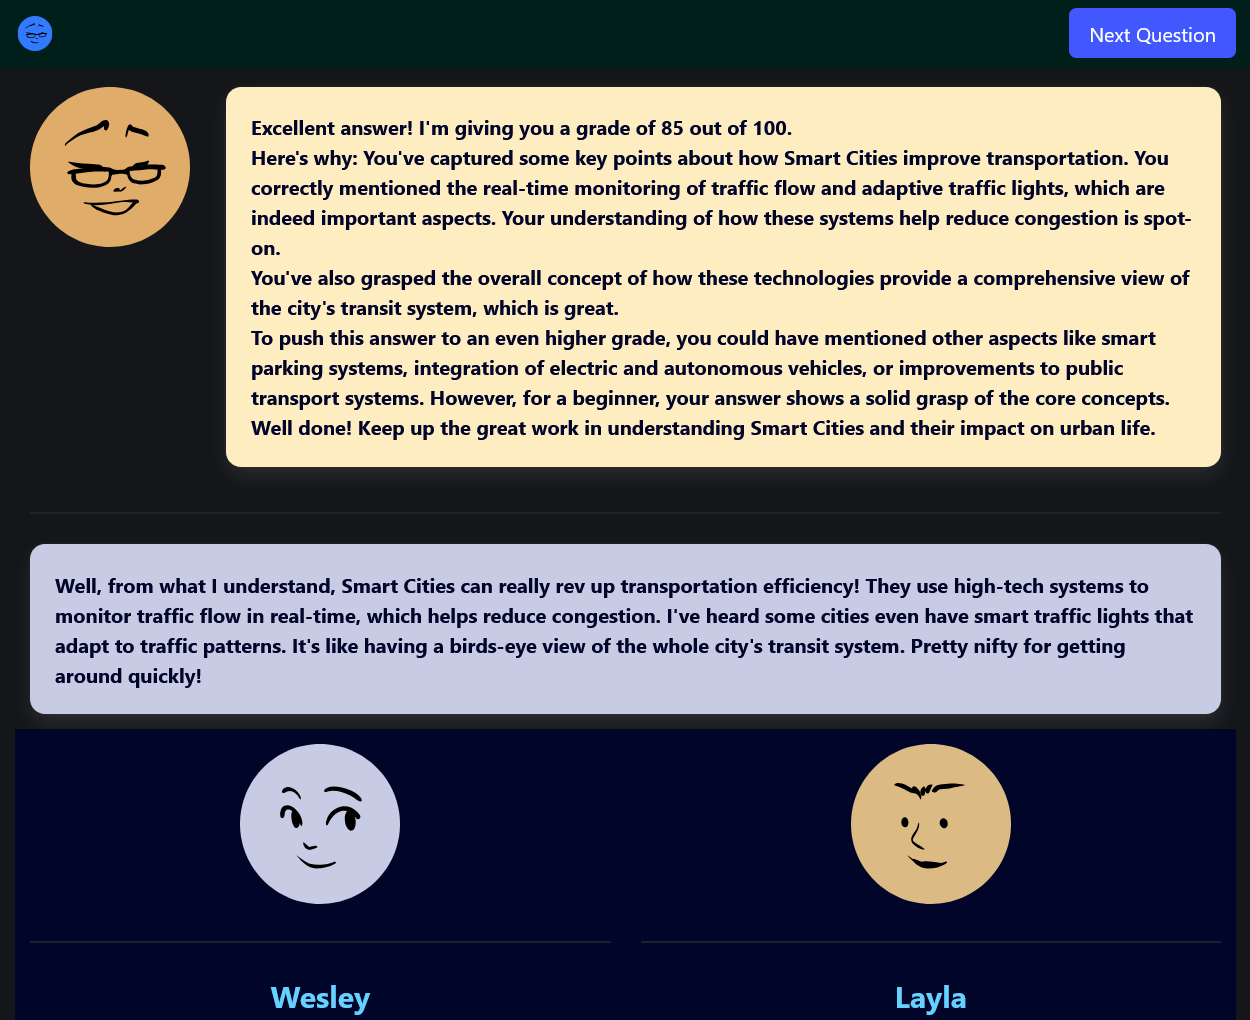 Next Question
Excellent answer! I'm giving you a grade of 85 out of 100.
Here's why: You've captured some key points about how Smart Cities improve transportation. You
correctly mentioned the real-time monitoring of traffic flow and adaptive traffic lights, which are
indeed important aspects. Your understanding of how these systems help reduce congestion is spot-
on.
You've also grasped the overall concept of how these technologies provide a comprehensive view of
the city's transit system, which is great.
To push this answer to an even higher grade, you could have mentioned other aspects like smart
parking systems, integration of electric and autonomous vehicles, or improvements to public
transport systems. However, for a beginner, your answer shows a solid grasp of the core concepts.
Well done! Keep up the great work in understanding Smart Cities and their impact on urban life.
Well, from what I understand, Smart Cities can really rev up transportation efficiency! They use high-tech systems to
monitor traffic flow in real-time, which helps reduce congestion. I've heard some cities even have smart traffic lights that
adapt to traffic patterns. It's like having a birds-eye view of the whole city's transit system. Pretty nifty for getting
around quickly!
Wesley
Layla